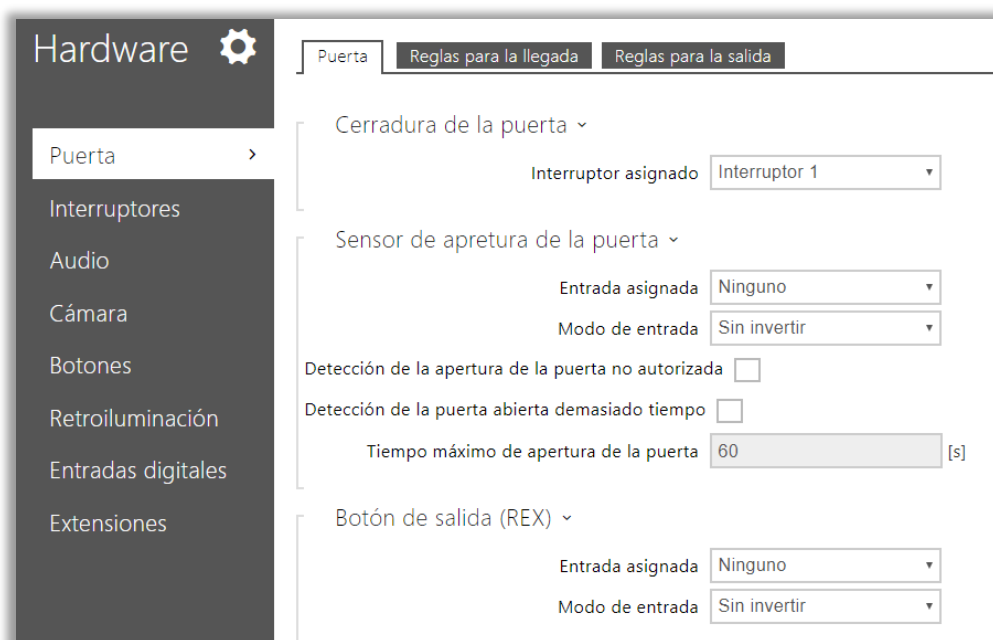 Hardware
Puerta
Interruptores
Audio
Cámara
Botones
Retroiluminación
Entradas digitales
Extensiones
Puerta Reglas para la llegada Reglas para la salida
Cerradura de la puerta
Interruptor asignado Interruptor 1
Sensor de apretura de la puerta
Entrada asignada Ninguno
Modo de entrada Sin invertir
Detección de la apertura de la puerta no autorizada
Detección de la puerta abierta demasiado tiempo
Tiempo máximo de apertura de la puerta 60 [s]
Botón de salida (REX)
Entrada asignada Ninguno
Modo de entrada Sin invertir